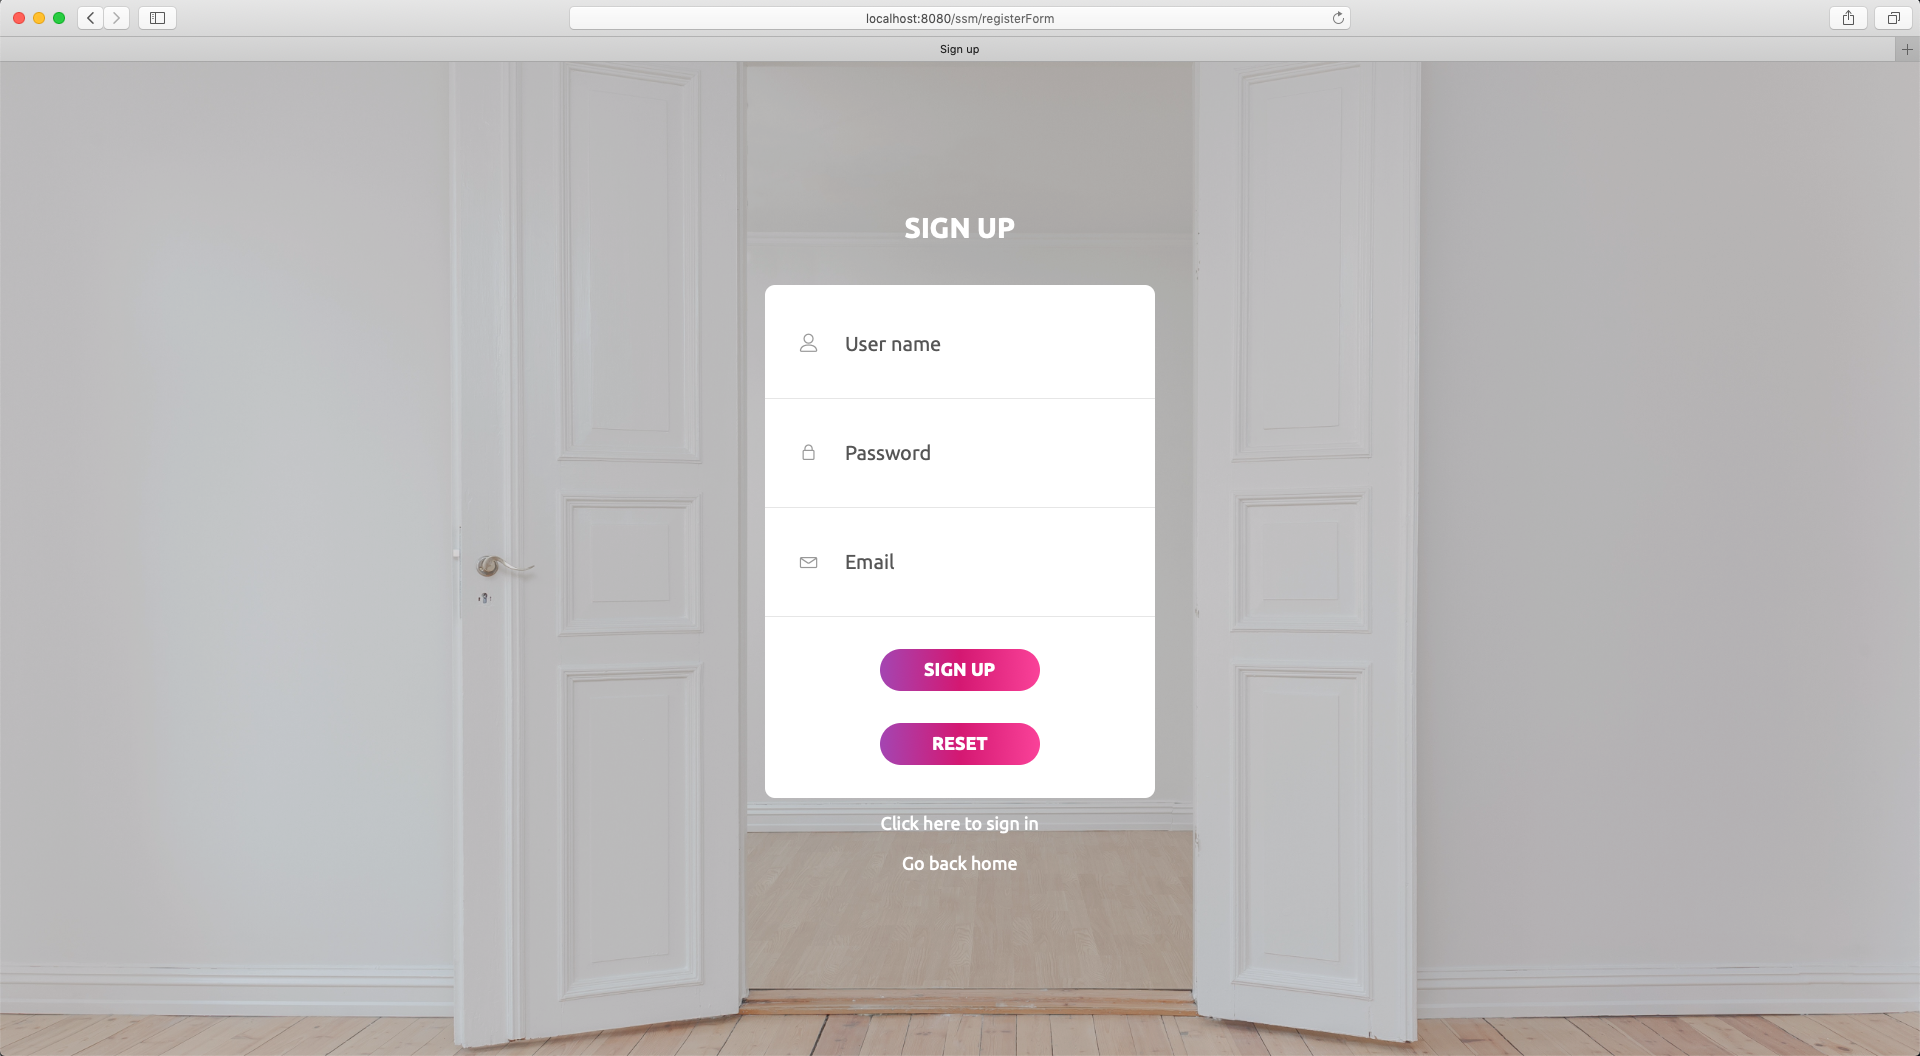 localhost:8080/ssm/registerForm
Sign up
SIGN UP
User name
Password
Email
SIGN UP
RESET
Click here to sign in
Go back home